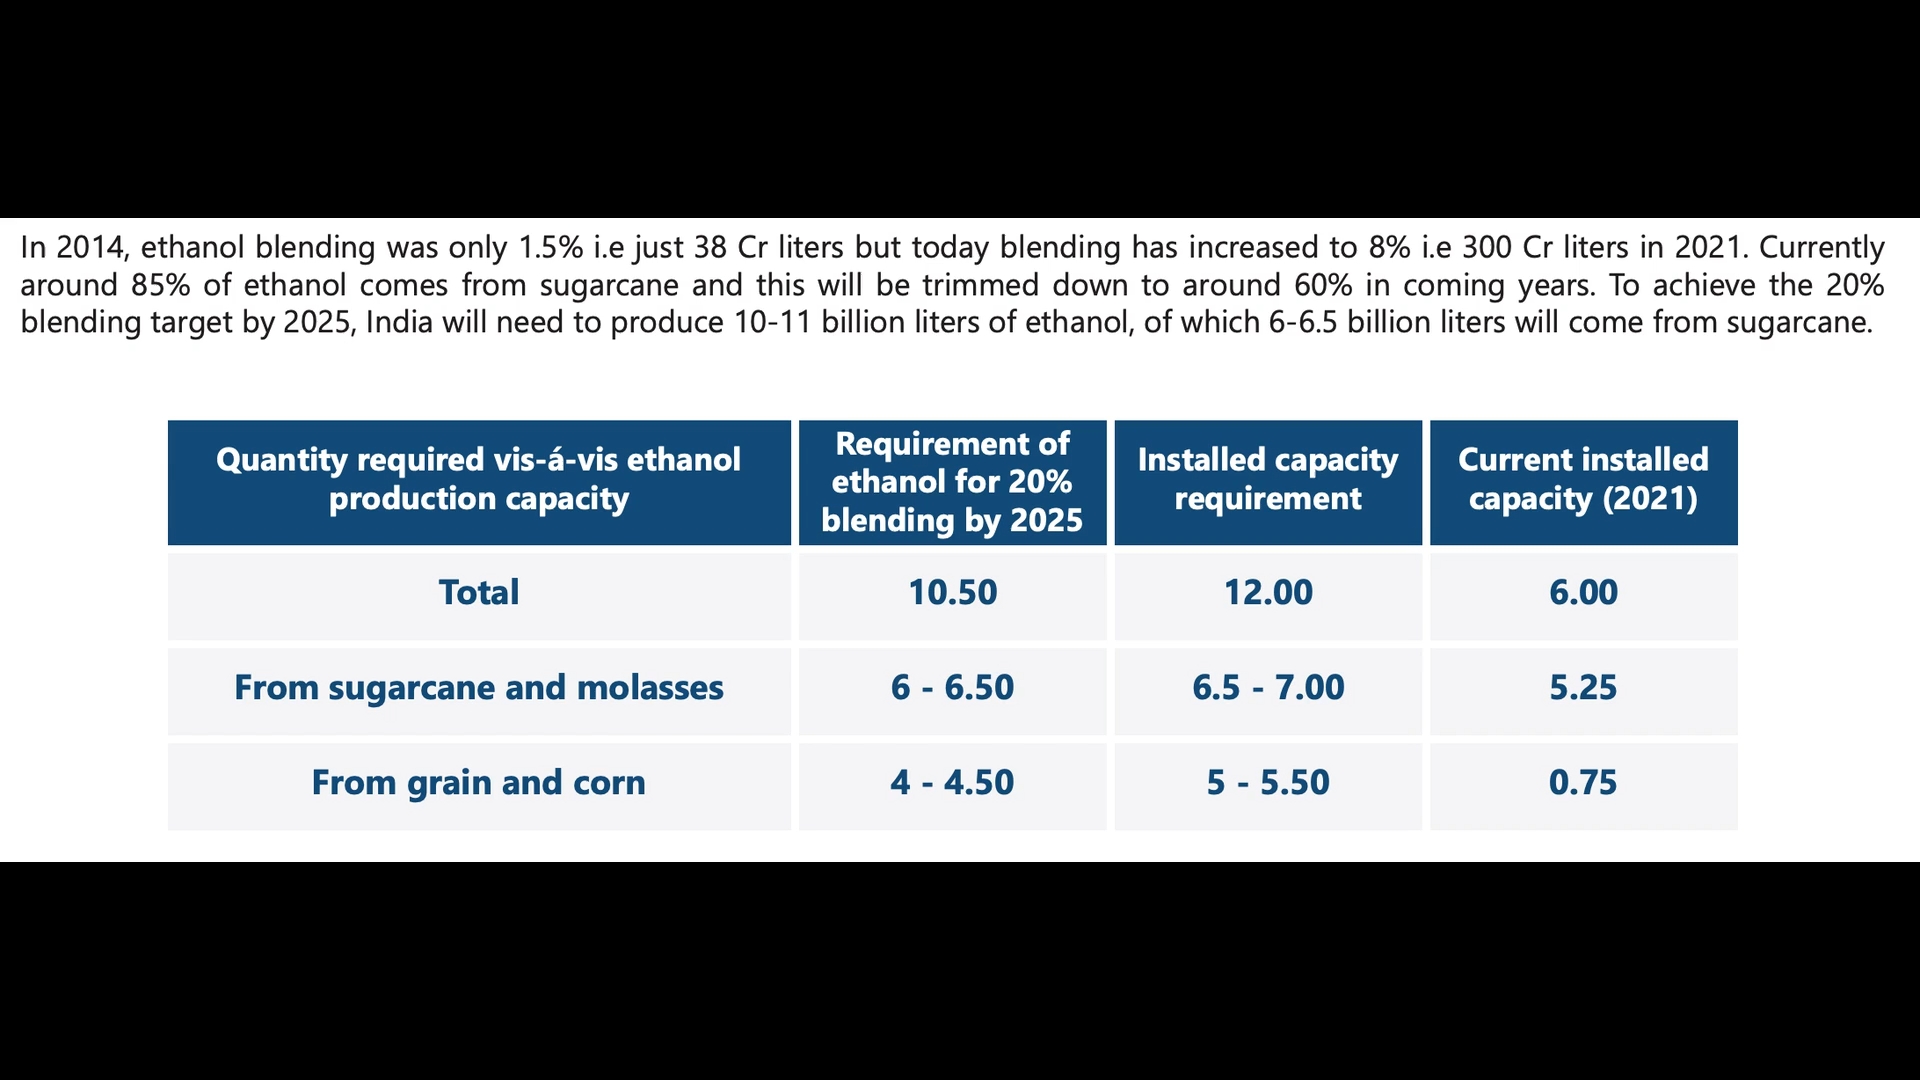 In 2014, ethanol blending was only 1.5% i.e just 38 Cr liters but today blending has increased to 8% i.e 300 Cr liters in 2021. Currently
around 85% of ethanol comes from sugarcane and this will be trimmed down to around 60% in coming years. To achieve the 20%
blending target by 2025, India will need to produce 10-11 billion liters of ethanol, of which 6-6.5 billion liters will come from sugarcane.
Quantity required vis-á-vis ethanol
production capacity
Requirement of
ethanol for 20%
blending by 2025
Installed capacity
requirement
Current installed
capacity (2021)
Total
10.50
12.00
6.00
From sugarcane and molasses
6 - 6.50
6.5 - 7.00
5.25
From grain and corn
4 - 4.50
5 - 5.50
0.75